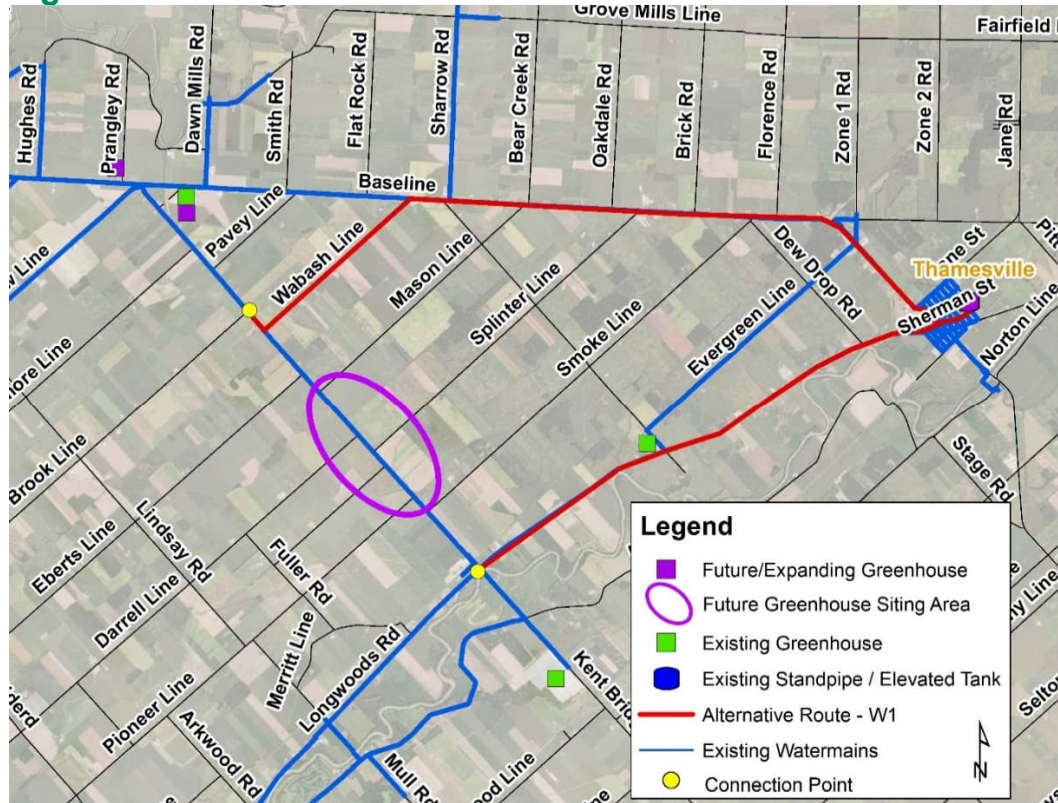 Grove Mills Line
Fairfield
Hughes Rd
Prangley Rd
Dawn Mills Rd
Smith Rd
Flat Rock Rd
Sharrow Rd
Bear Creek Rd
Oakdale Rd
Brick Rd
Florence Rd
Zone 1 Rd
Zone 2 Rd
Jane Rd
Baseline
Pavey Line
Wabash Line
Mason Line
Splinter Line
Smoke Line
Dew Drop Rd
Evergreen Line
Thamesville
Sherman St
Norton Line
Stage Rd
Brook Line
Eberts Line
Lindsay Rd
Darrell Line
Fuller Rd
Merritt Line
Pioneer Line
Longwoods Rd
Arkwood Rd
Mull Rd
Kent
Legend
Future/Expanding Greenhouse
Future Greenhouse Siting Area
Existing Greenhouse
Existing Standpipe / Elevated Tank
Alternative Route - W1
Existing Watermains
Connection Point
N